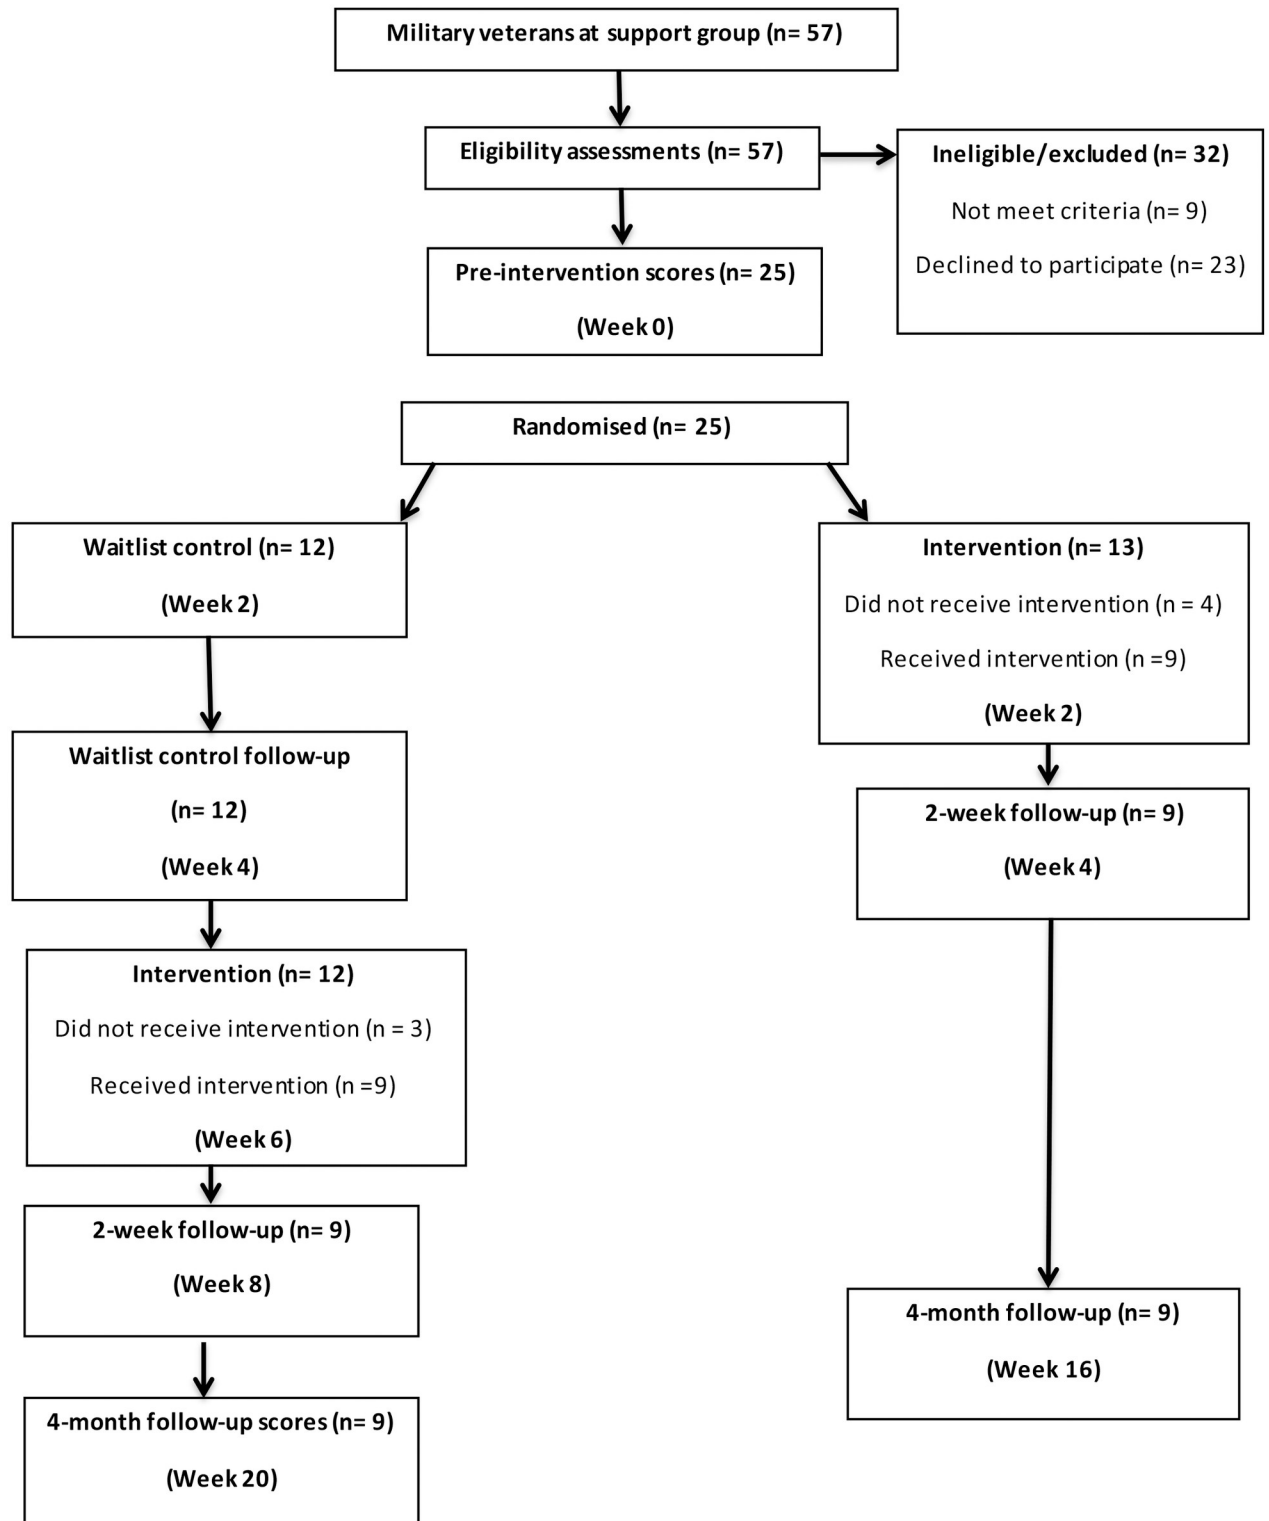 Military veterans at support group (n= 57)
Eligibility assessments (n= 57)
Ineligible/excluded (n= 32)
Not meet criteria (n= 9)
Declined to participate (n= 23)
Pre-intervention scores (n= 25)
(Week 0)
Randomised (n= 25)
Waitlist control (n= 12)
(Week 2)
Intervention (n= 13)
Did not receive intervention (n = 4)
Received intervention (n =9)
(Week 2)
Waitlist control follow-up
(n= 12)
(Week 4)
2-week follow-up (n= 9)
(Week 4)
Intervention (n= 12)
Did not receive intervention (n = 3)
Received intervention (n =9)
(Week 6)
2-week follow-up (n= 9)
(Week 8)
4-month follow-up (n= 9)
(Week 16)
4-month follow-up scores (n= 9)
(Week 20)